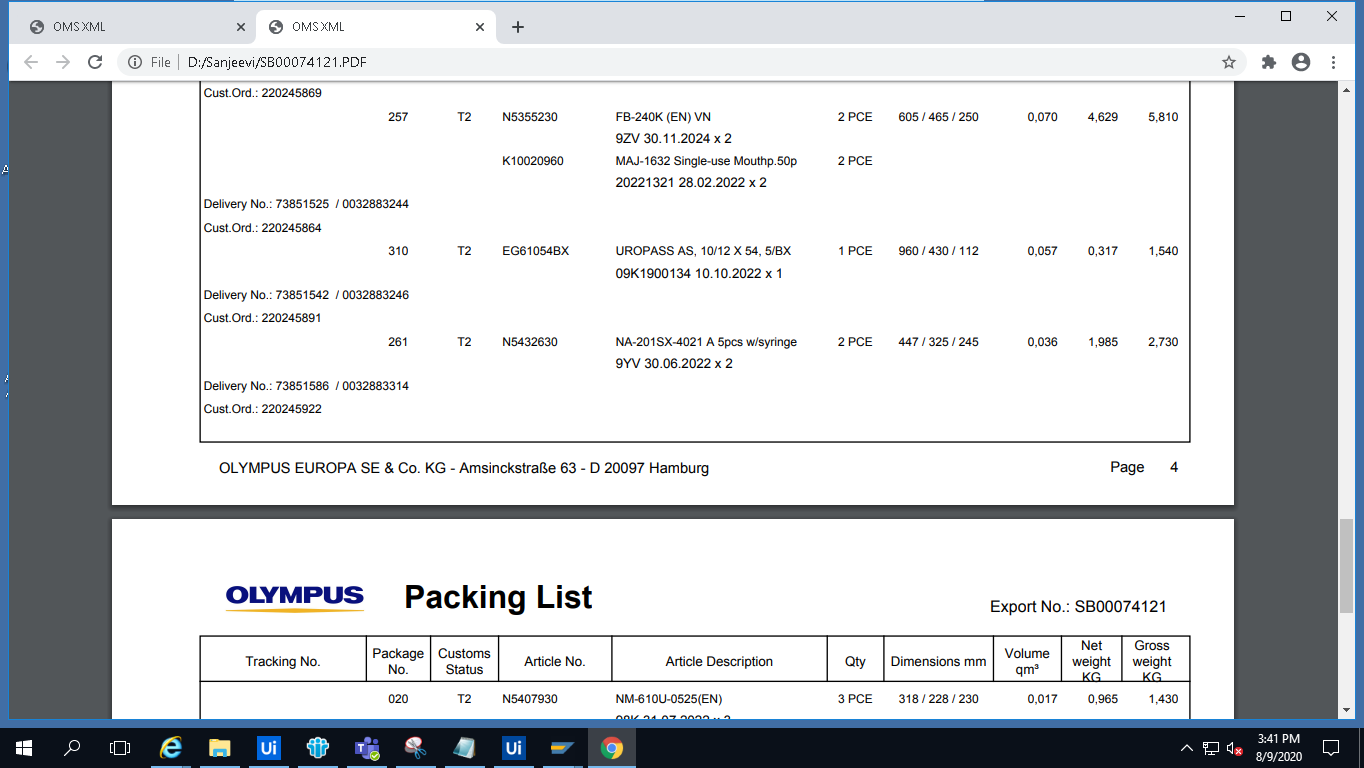 OMS XML
OMS XML
File D:/Sanjeevi/SB00074121.PDF
Cust.Ord.: 220245869
257 T2 N5355230 FB-240K (EN) VN 2 PCE 605 / 465 / 250 0,070 4,629 5,810
9ZV 30.11.2024 x 2
K10020960 MAJ-1632 Single-use Mouthp.50p 2 PCE
20221321 28.02.2022 x 2
Delivery No.: 73851525 / 0032883244
Cust.Ord.: 220245864
310 T2 EG61054BX UROPASS AS, 10/12 X 54, 5/BX 1 PCE 960 / 430 / 112 0,057 0,317 1,540
09K1900134 10.10.2022 x 1
Delivery No.: 73851542 / 0032883246
Cust.Ord.: 220245891
261 T2 N5432630 NA-201SX-4021 A 5pcs w/syringe 2 PCE 447 / 325 / 245 0,036 1,985 2,730
9YV 30.06.2022 x 2
Delivery No.: 73851586 / 0032883314
Cust.Ord.: 220245922
OLYMPUS EUROPA SE & Co. KG - Amsinckstraße 63 - D 20097 Hamburg Page 4
OLYMPUS Packing List
Export No.: SB00074121
Tracking No. Package No. Customs Status Article No. Article Description Qty Dimensions mm Volume qm³ Net weight KG Gross weight KG
020 T2 N5407930 NM-610U-0525(EN) 3 PCE 318 / 228 / 230 0,017 0,965 1,430
Ui
Ui
3:41 PM
8/9/2020